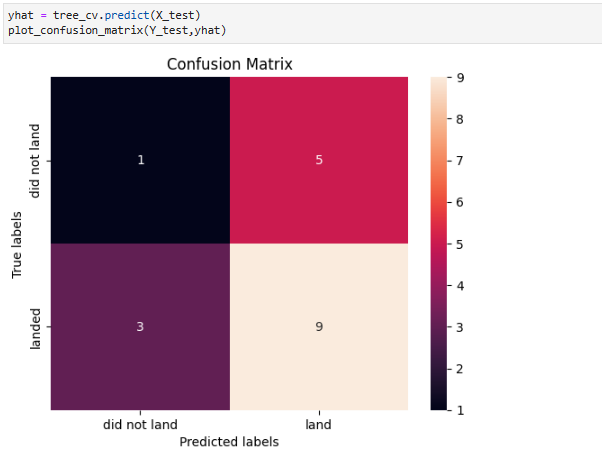 yhat = tree_cv.predict(X_test)
plot_confusion_matrix(Y_test,yhat)
Confusion Matrix
did not land
1
5
9
8
7
6
5
4
3
2
1
True labels
landed
3
9
did not land
land
Predicted labels